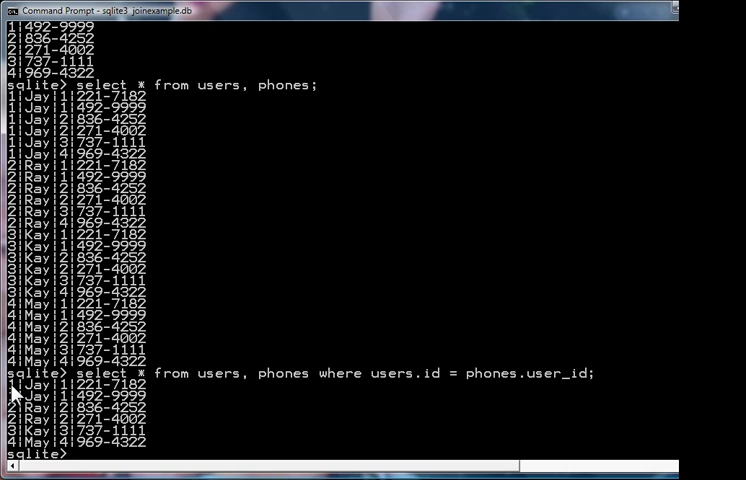 Command Prompt - sqlite3 joinexample.db
1|492-9999
2|836-4252
2|271-4002
3|737-1111
4|969-4322
sqlite> select * from users, phones;
1|Jay|1|221-7182
1|Jay|1|492-9999
1|Jay|2|836-4252
1|Jay|2|271-4002
1|Jay|3|737-1111
1|Jay|4|969-4322
2|Ray|1|221-7182
2|Ray|1|492-9999
2|Ray|2|836-4252
2|Ray|2|271-4002
2|Ray|3|737-1111
2|Ray|4|969-4322
3|Kay|1|221-7182
3|Kay|1|492-9999
3|Kay|2|836-4252
3|Kay|2|271-4002
3|Kay|3|737-1111
3|Kay|4|969-4322
4|May|1|221-7182
4|May|1|492-9999
4|May|2|836-4252
4|May|2|271-4002
4|May|3|737-1111
4|May|4|969-4322
sqlite> select * from users, phones where users.id = phones.user_id;
1|Jay|1|221-7182
1|Jay|1|492-9999
2|Ray|2|836-4252
2|Ray|2|271-4002
3|Kay|3|737-1111
4|May|4|969-4322
sqlite>